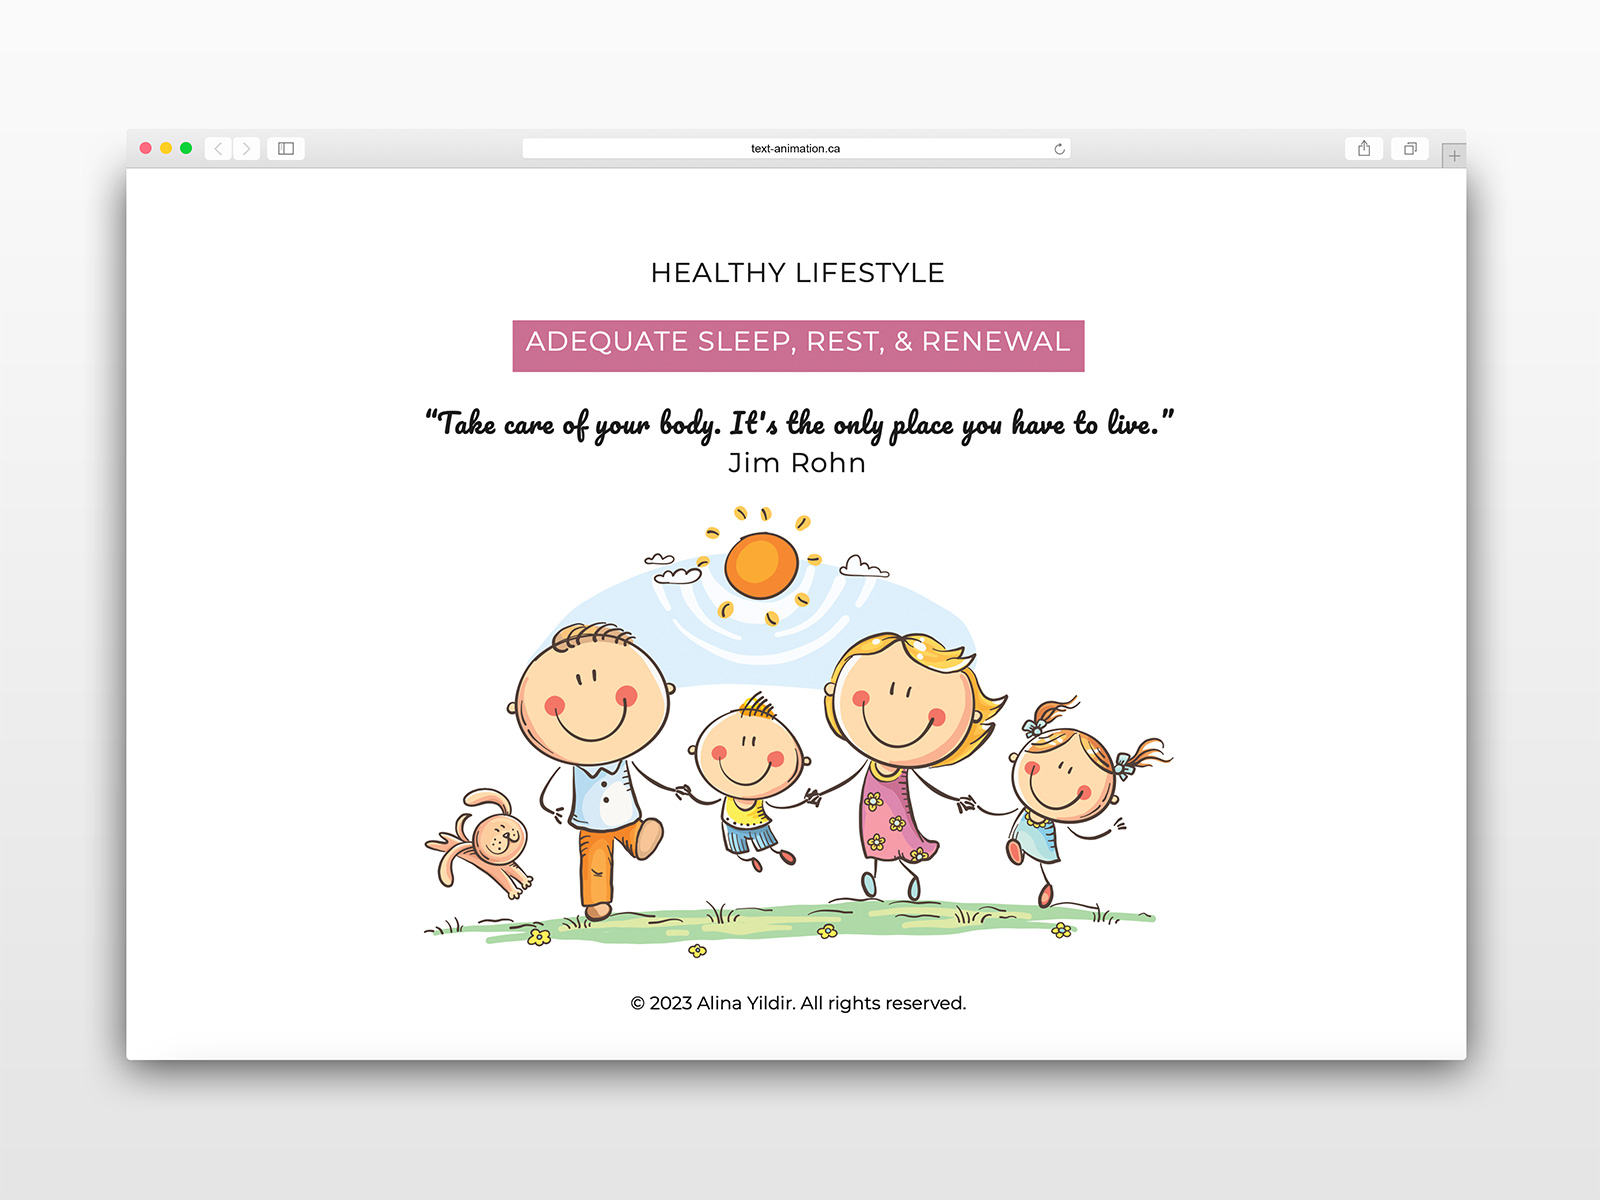 text-animation.ca
HEALTHY LIFESTYLE
ADEQUATE SLEEP, REST, & RENEWAL
“Take care of your body. It's the only place you have to live.”
Jim Rohn
© 2023 Alina Yildir. All rights reserved.